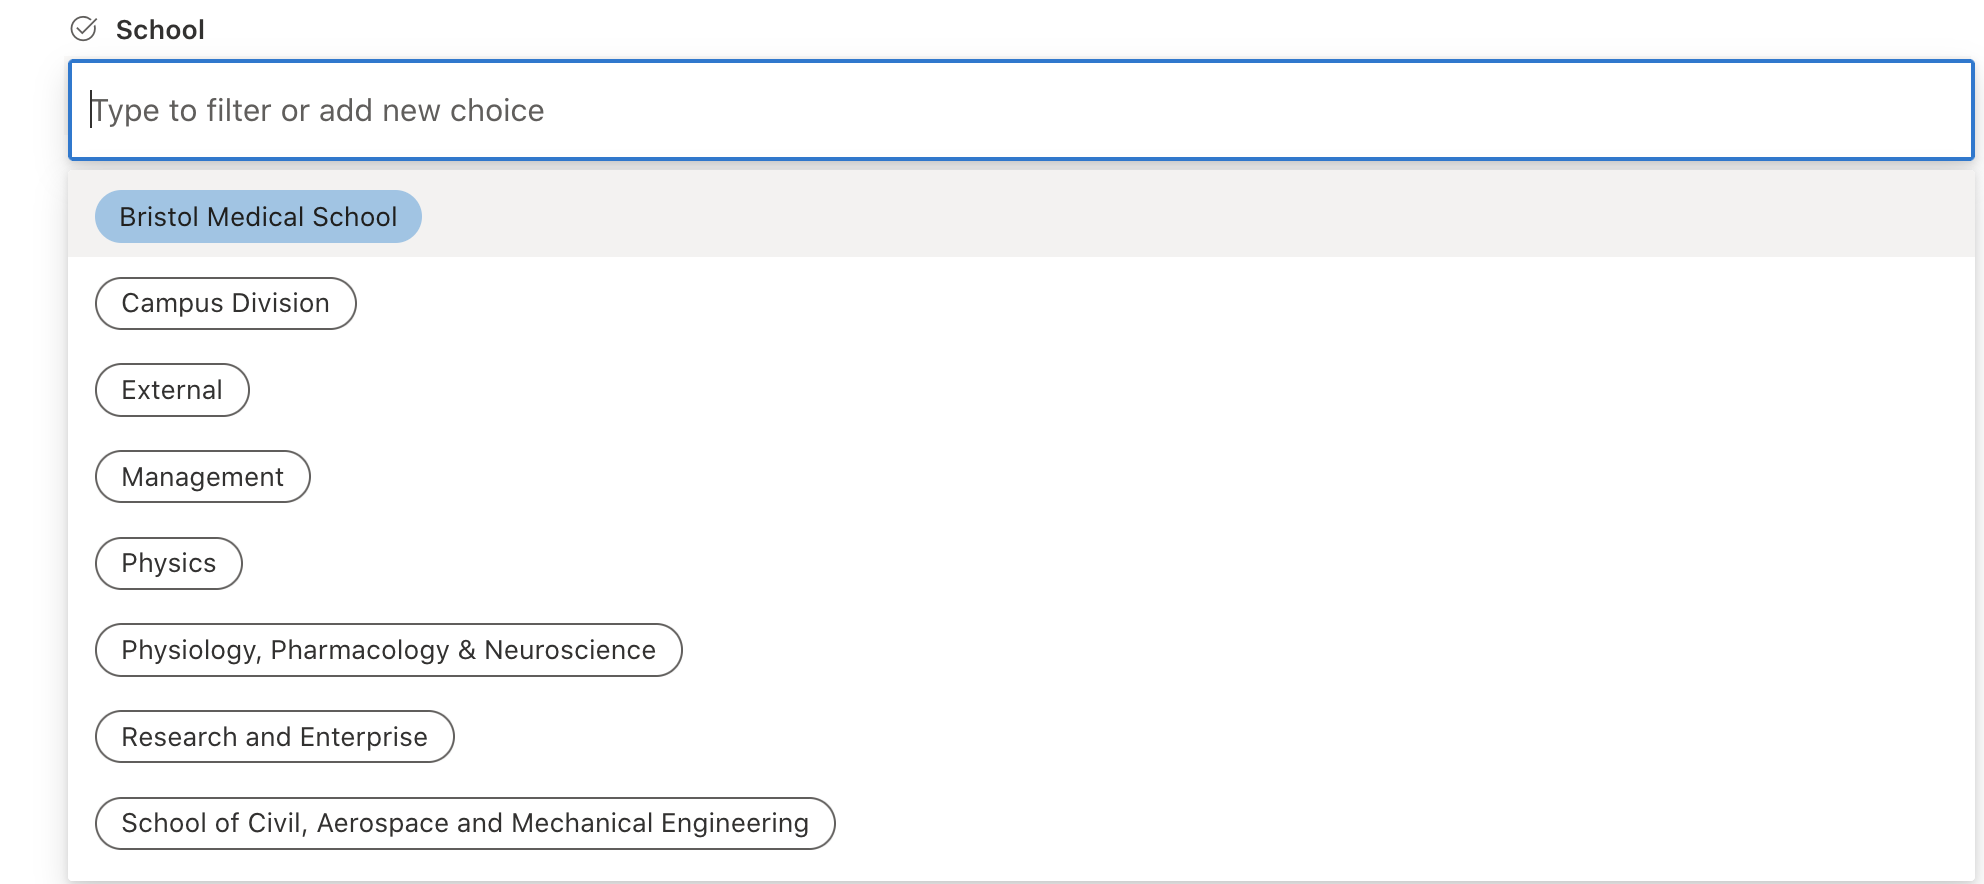 School
Type to filter or add new choice
Bristol Medical School
Campus Division
External
Management
Physics
Physiology, Pharmacology & Neuroscience
Research and Enterprise
School of Civil, Aerospace and Mechanical Engineering